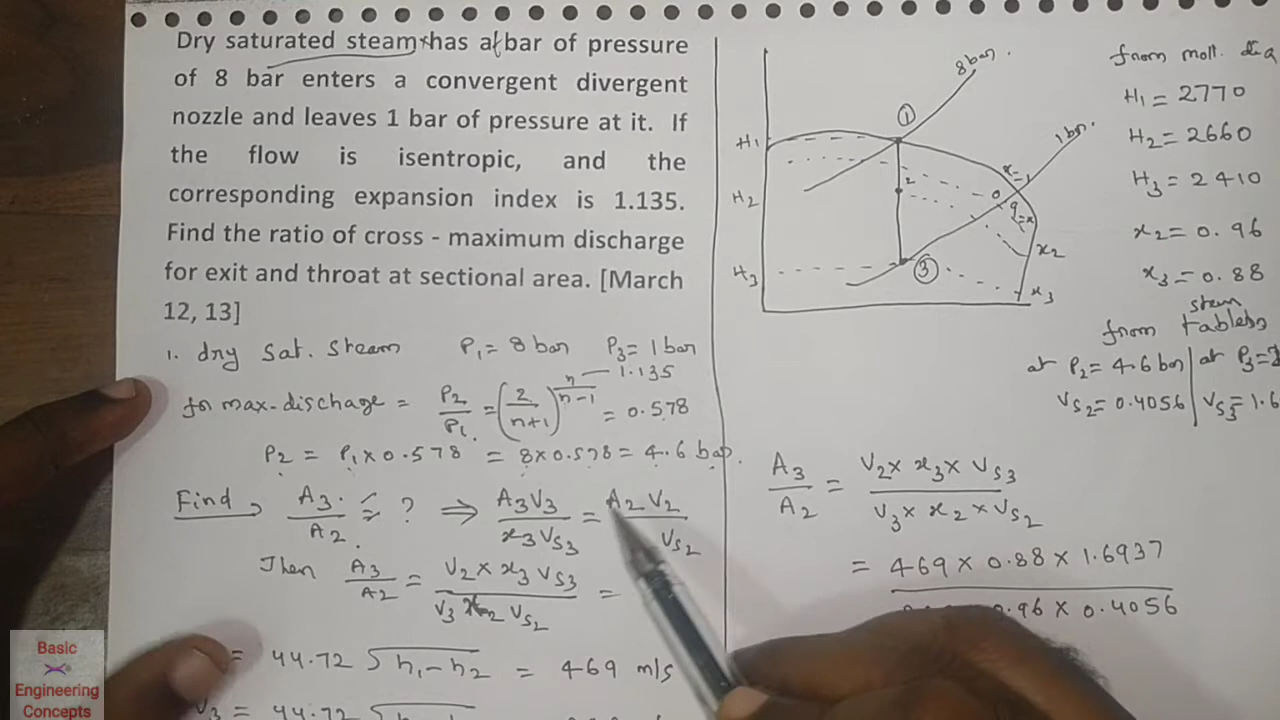 Dry saturated steam has a bar of pressure
of 8 bar enters a convergent divergent
nozzle and leaves 1 bar of pressure at it. If
the flow is isentropic, and the
corresponding expansion index is 1.135.
Find the ratio of cross - maximum discharge
for exit and throat at sectional area. [March
12, 13]
1. dry Sat. Steam P1 = 8 bar P3 = 1 bar
for max-discharge = P2/P1 = (2/n+1)^n/n-1 = 0.578
1.135
P2 = P1 x 0.578 = 8 x 0.578 = 4.6 bar.
Find, A3/A2 = ? ⇒ A3V3/x3VS3 = A2V2/VS2
Then A3/A2 = V2 x x3 VS3/V3 x2 VS2 =
= 44.72 √h1-h2 = 469 m/s
V3 = 44.72
8 bar.
1
1 bar.
H1
x=1
2
H2
x2
H3
3
x3
from moll. dia
H1 = 2770
H2 = 2660
H3 = 2410
x2 = 0.96
x3 = 0.88
from steam tables
at P2 = 4.6 bar | at P3 =
VS2 = 0.4056 | VS3 = 1.6
A3/A2 = V2 x x3 x VS3/V3 x x2 x VS2
= 469 x 0.88 x 1.6937
0.96 x 0.4056
Basic
Engineering
Concepts